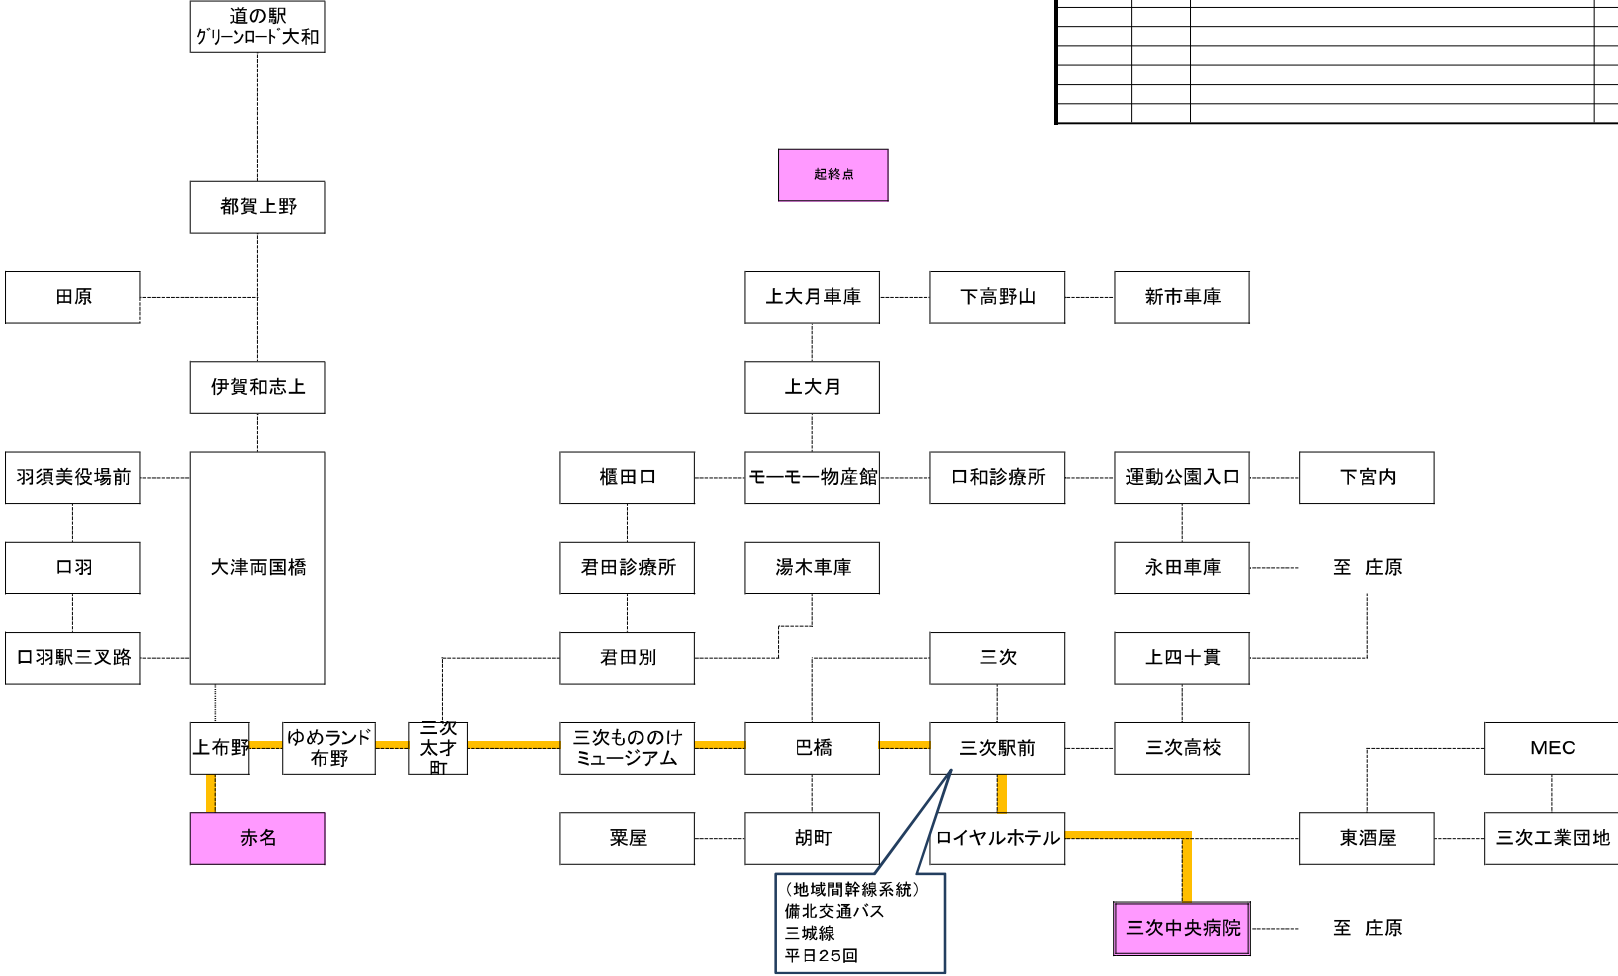 道の駅
ｸﾞﾘｰﾝﾛｰﾄﾞ大和
都賀上野
起終点
田原
上大月車庫
下高野山
新市車庫
伊賀和志上
上大月
羽須美役場前
櫃田口
モーモー物産館
口和診療所
運動公園入口
下宮内
口羽
大津両国橋
君田診療所
湯木車庫
永田車庫
至 庄原
口羽駅三叉路
君田別
三次
上四十貫
上布野
ゆめランド
布野
三次
太才
町
三次もののけ
ミュージアム
巴橋
三次駅前
三次高校
MEC
赤名
粟屋
胡町
ロイヤルホテル
東酒屋
三次工業団地
（地域間幹線系統）
備北交通バス
三城線
平日25回
三次中央病院
至 庄原